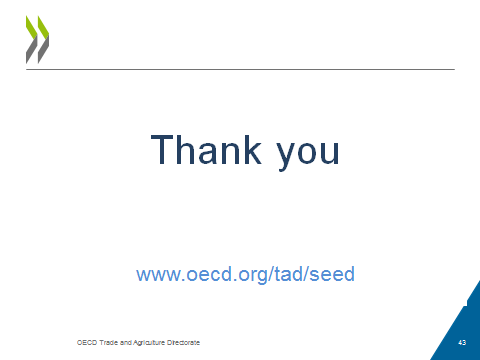 Thank you
www.oecd.org/tad/seed
OECD Trade and Agriculture Directorate
43